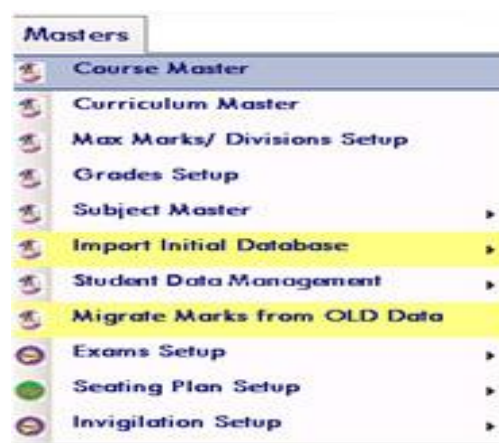 Masters
Course Master
Curriculum Master
Max Marks/ Divisions Setup
Grades Setup
Subject Master
Import Initial Database
Student Data Management
Migrate Marks from OLD Data
Exams Setup
Seating Plan Setup
Invigilation Setup